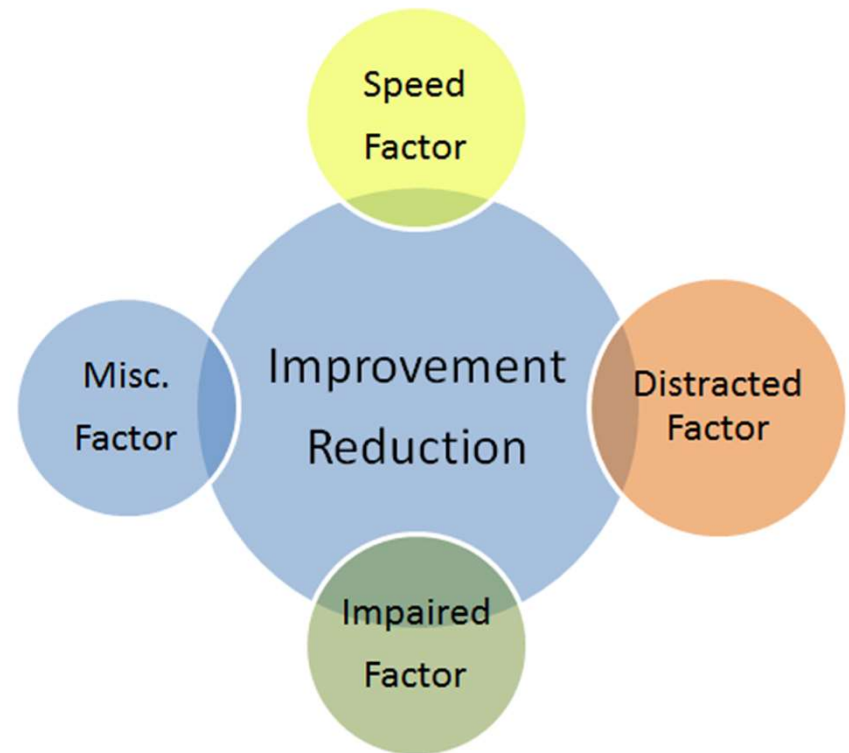 Speed
Factor
Misc.
Factor
Improvement
Reduction
Distracted
Factor
Impaired
Factor